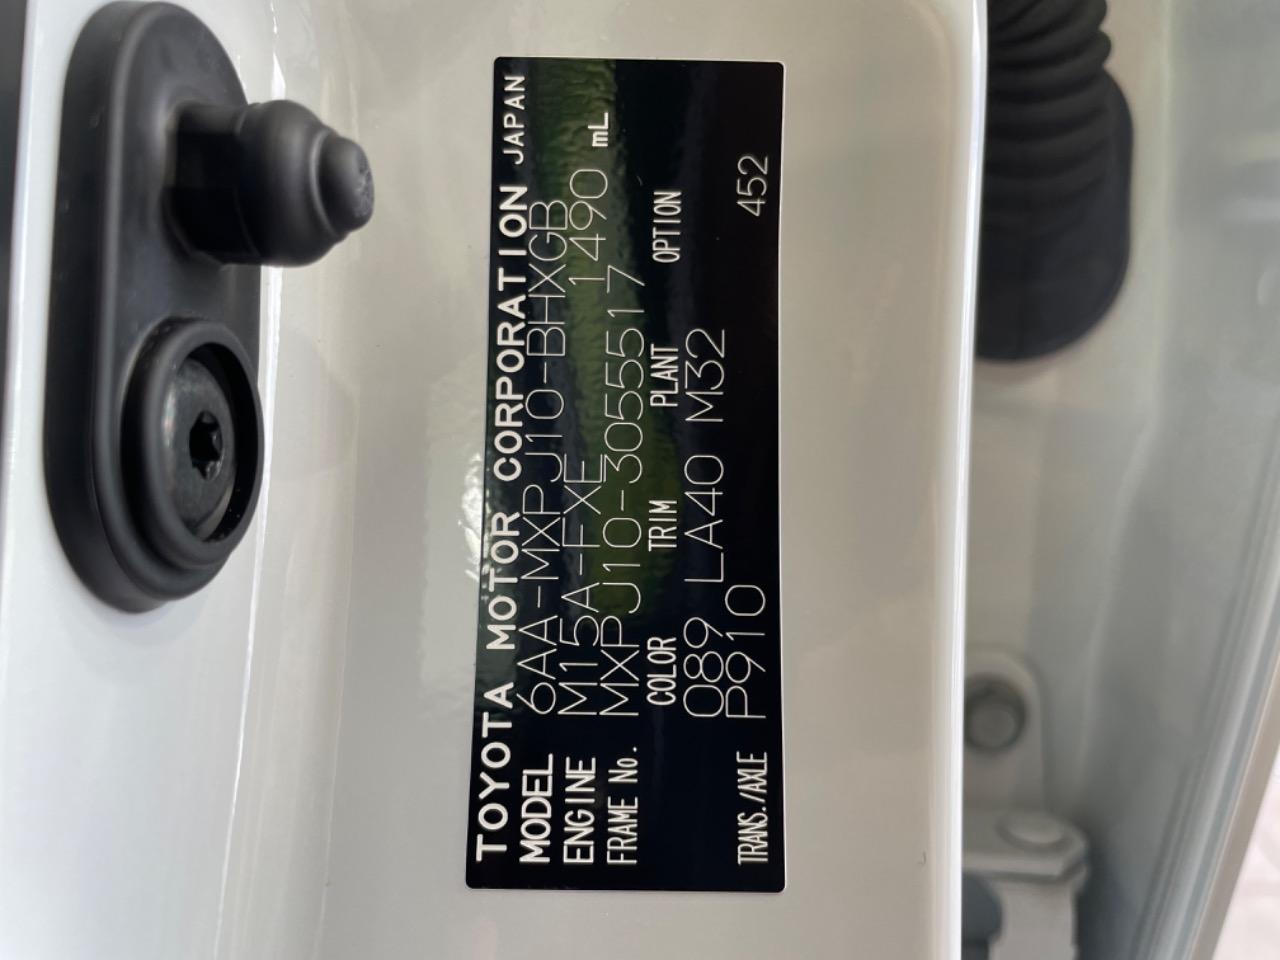 TOYOTA MOTOR CORPORATION JAPAN
MODEL 6AA-MXPJ10-BHXGB
ENGINE M15A-FXE 1490 mL
FRAME No. MXPJ10-3055517
COLOR TRIM PLANT OPTION
089 LA40 M32
TRANS./AXLE P910 452